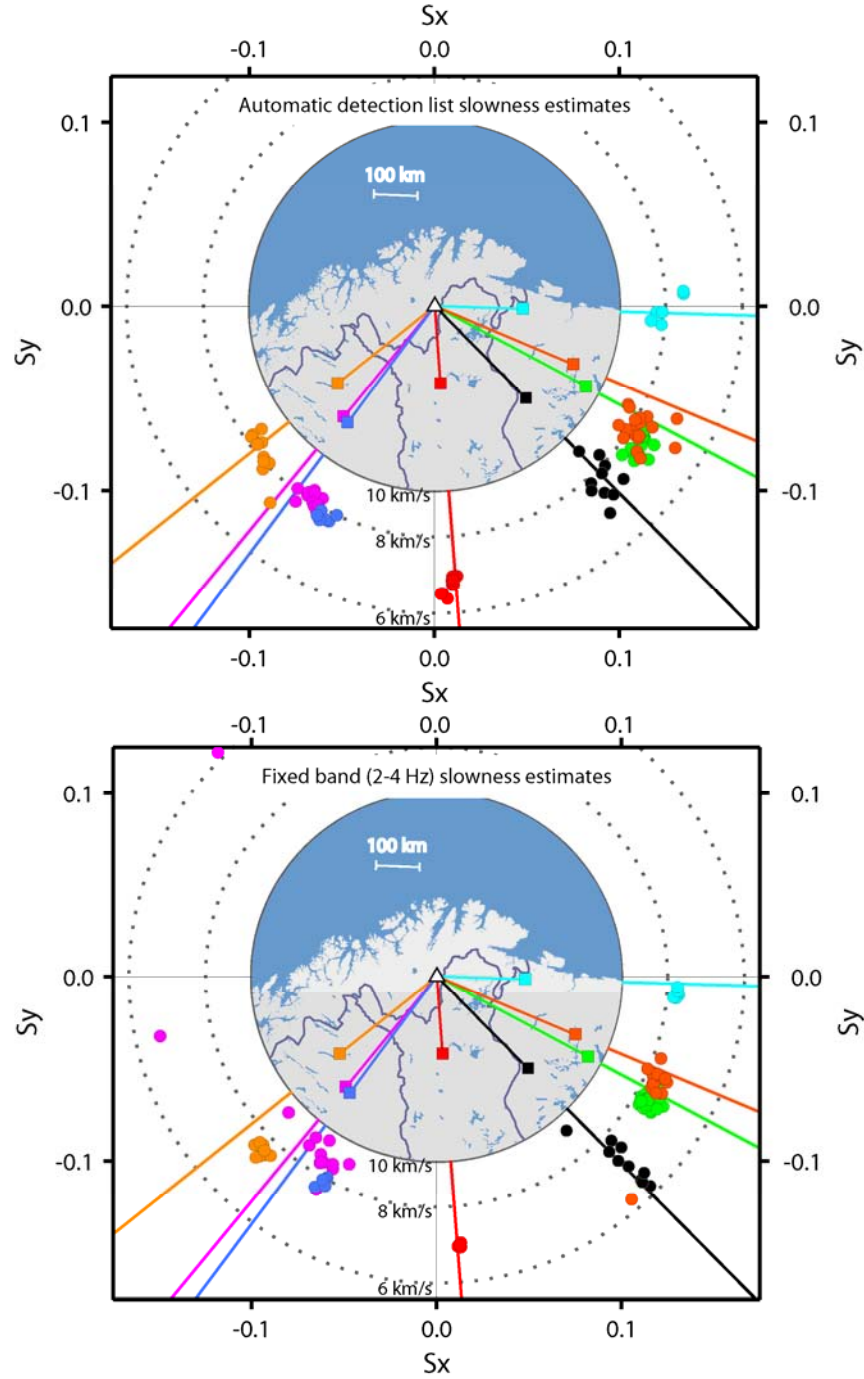 Sx
-0.1 0.0 0.1
Automatic detection list slowness estimates
0.1 0.1
100 km
0.0 0.0
Sy Sy
-0.1 -0.1
10 km/s
8 km/s
6 km/s
-0.1 0.0 0.1
Sx
-0.1 0.0 0.1
Fixed band (2-4 Hz) slowness estimates
0.1 0.1
100 km
0.0 0.0
Sy Sy
-0.1 -0.1
10 km/s
8 km/s
6 km/s
-0.1 0.0 0.1
Sx